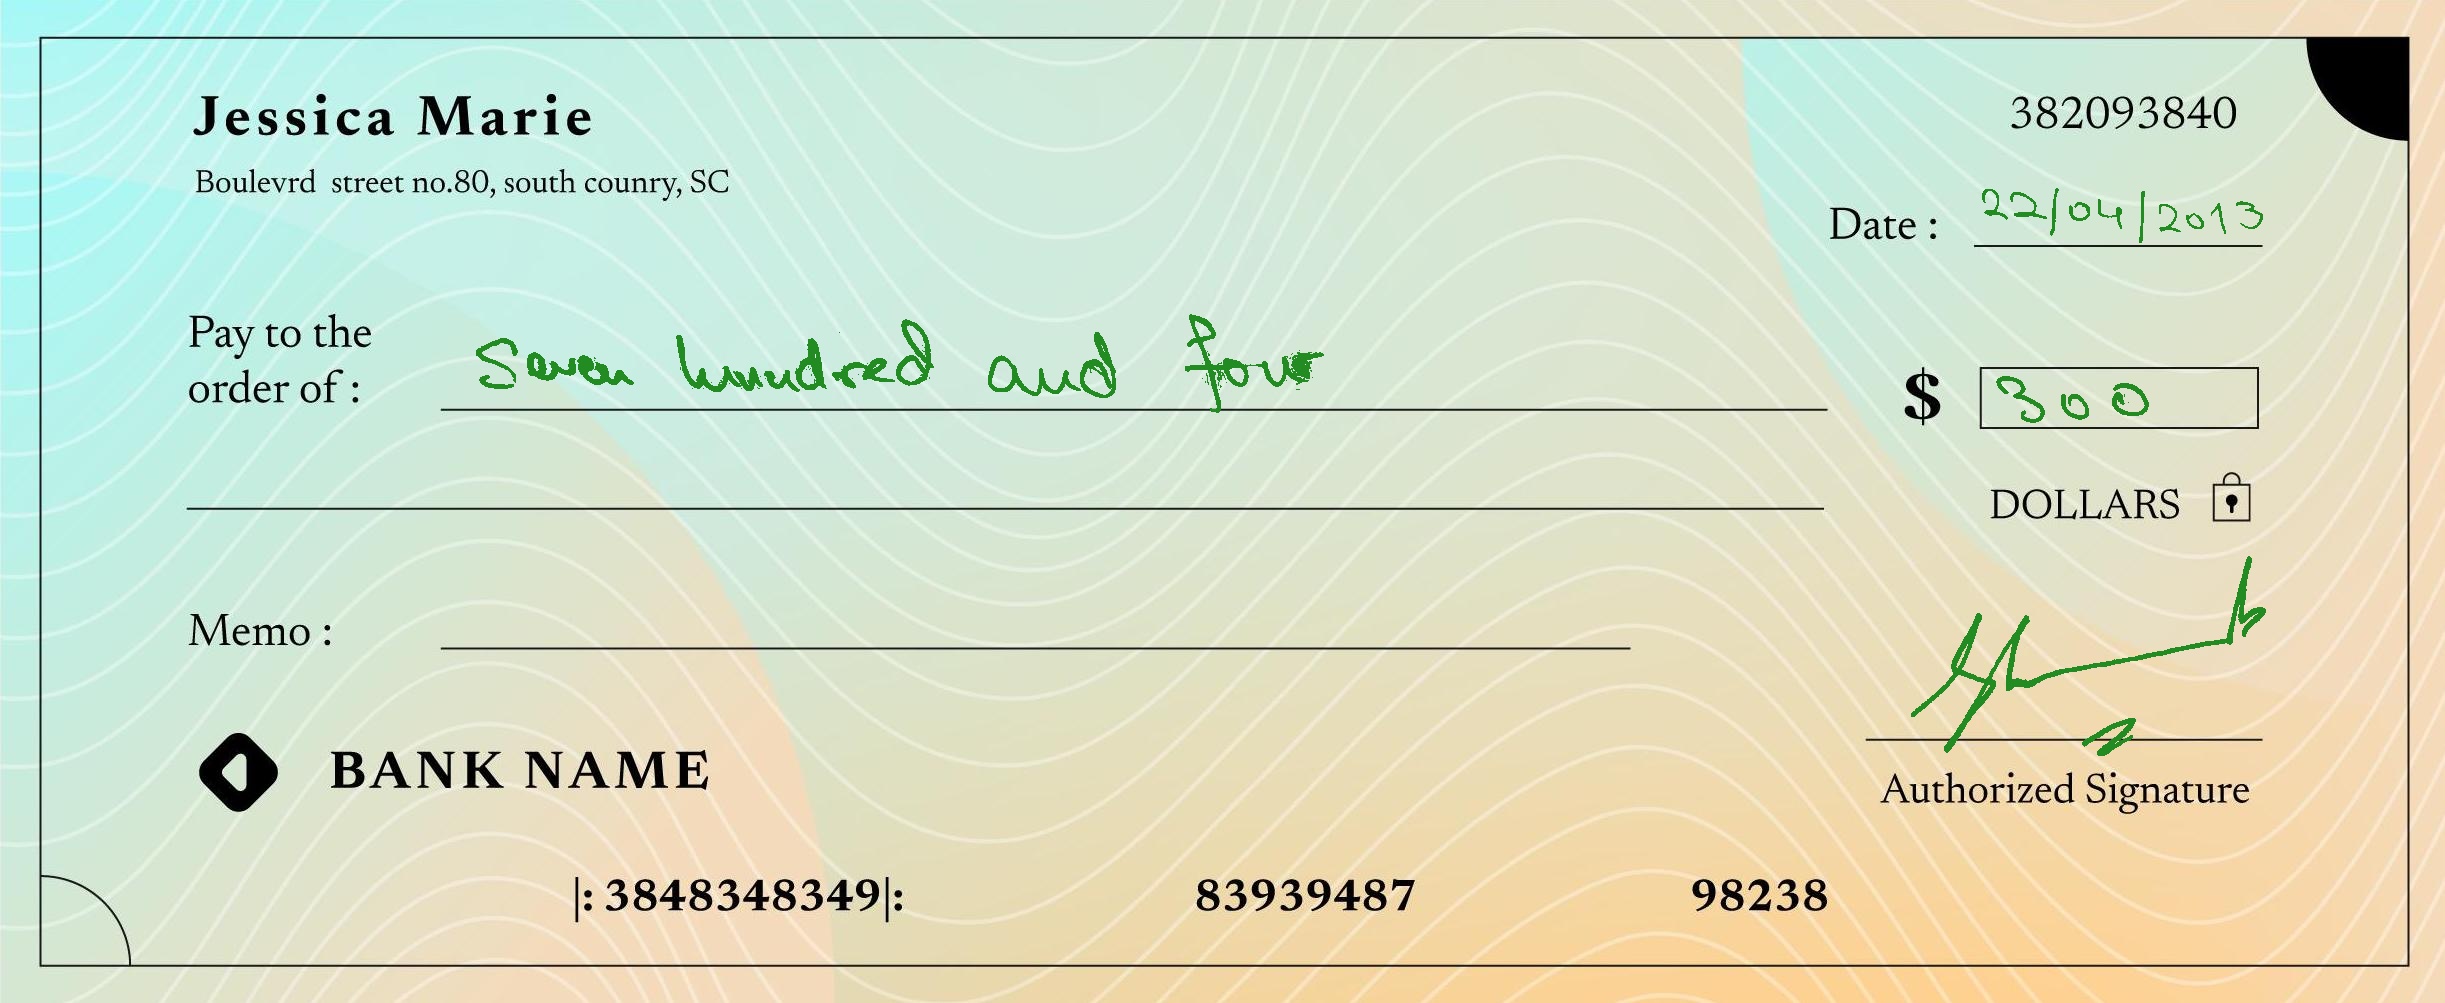 Jessica Marie
382093840
Boulevrd street no.80, south counry, SC
Date : 22/04/2013
Pay to the
order of : Seven hundred and four
$ 300
DOLLARS
Memo :
BANK NAME
Authorized Signature
|: 3848348349|: 83939487 98238